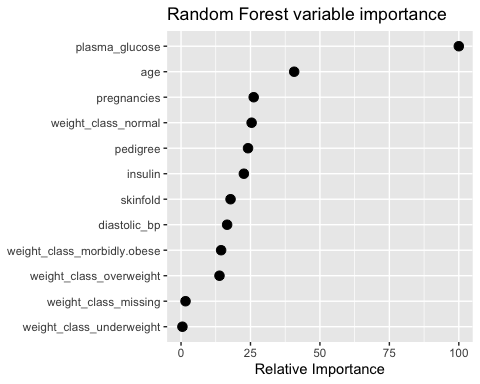 Random Forest variable importance
plasma_glucose
age
pregnancies
weight_class_normal
pedigree
insulin
skinfold
diastolic_bp
weight_class_morbidly.obese
weight_class_overweight
weight_class_missing
weight_class_underweight
0 25 50 75 100
Relative Importance